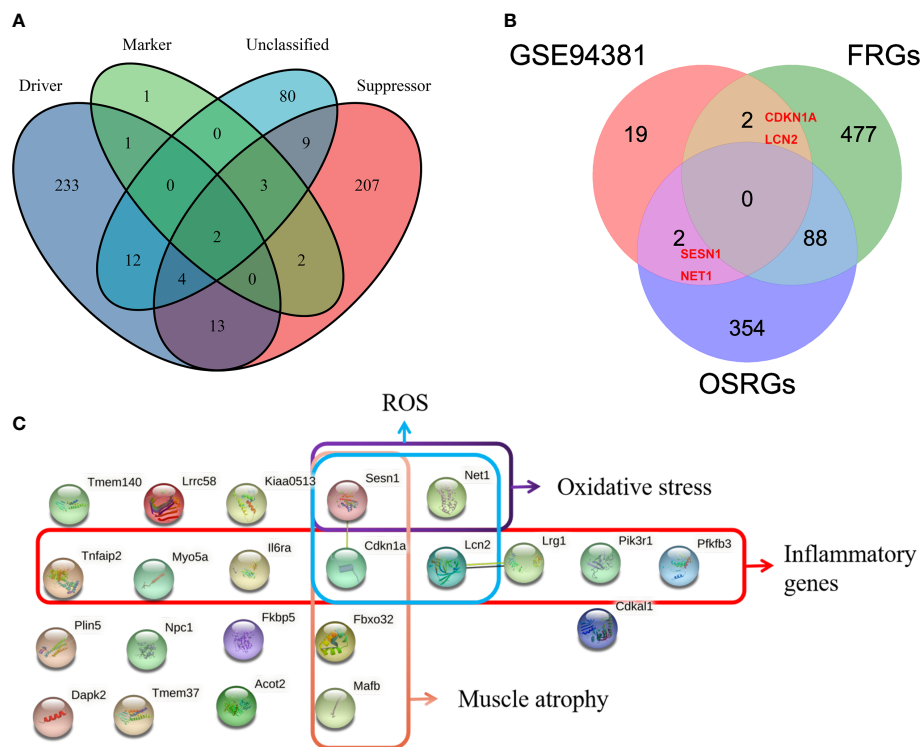 A
Marker
Unclassified
Driver
Suppressor
1
80
1
0
9
233
0
3
207
2
12
4
0
2
13
B
GSE94381
FRGs
19
2
CDKN1A
LCN2
477
0
2
SESN1
NET1
88
354
OSRGs
C
ROS
Tmem140
Lrrc58
Kiaa0513
Sesn1
Net1
Oxidative stress
Tnfaip2
Myo5a
Il6ra
Cdkn1a
Lcn2
Lrg1
Pik3r1
Pfkfb3
Inflammatory
genes
Plin5
Npc1
Fkbp5
Fbxo32
Cdkal1
Dapk2
Tmem37
Acot2
Mafb
Muscle atrophy